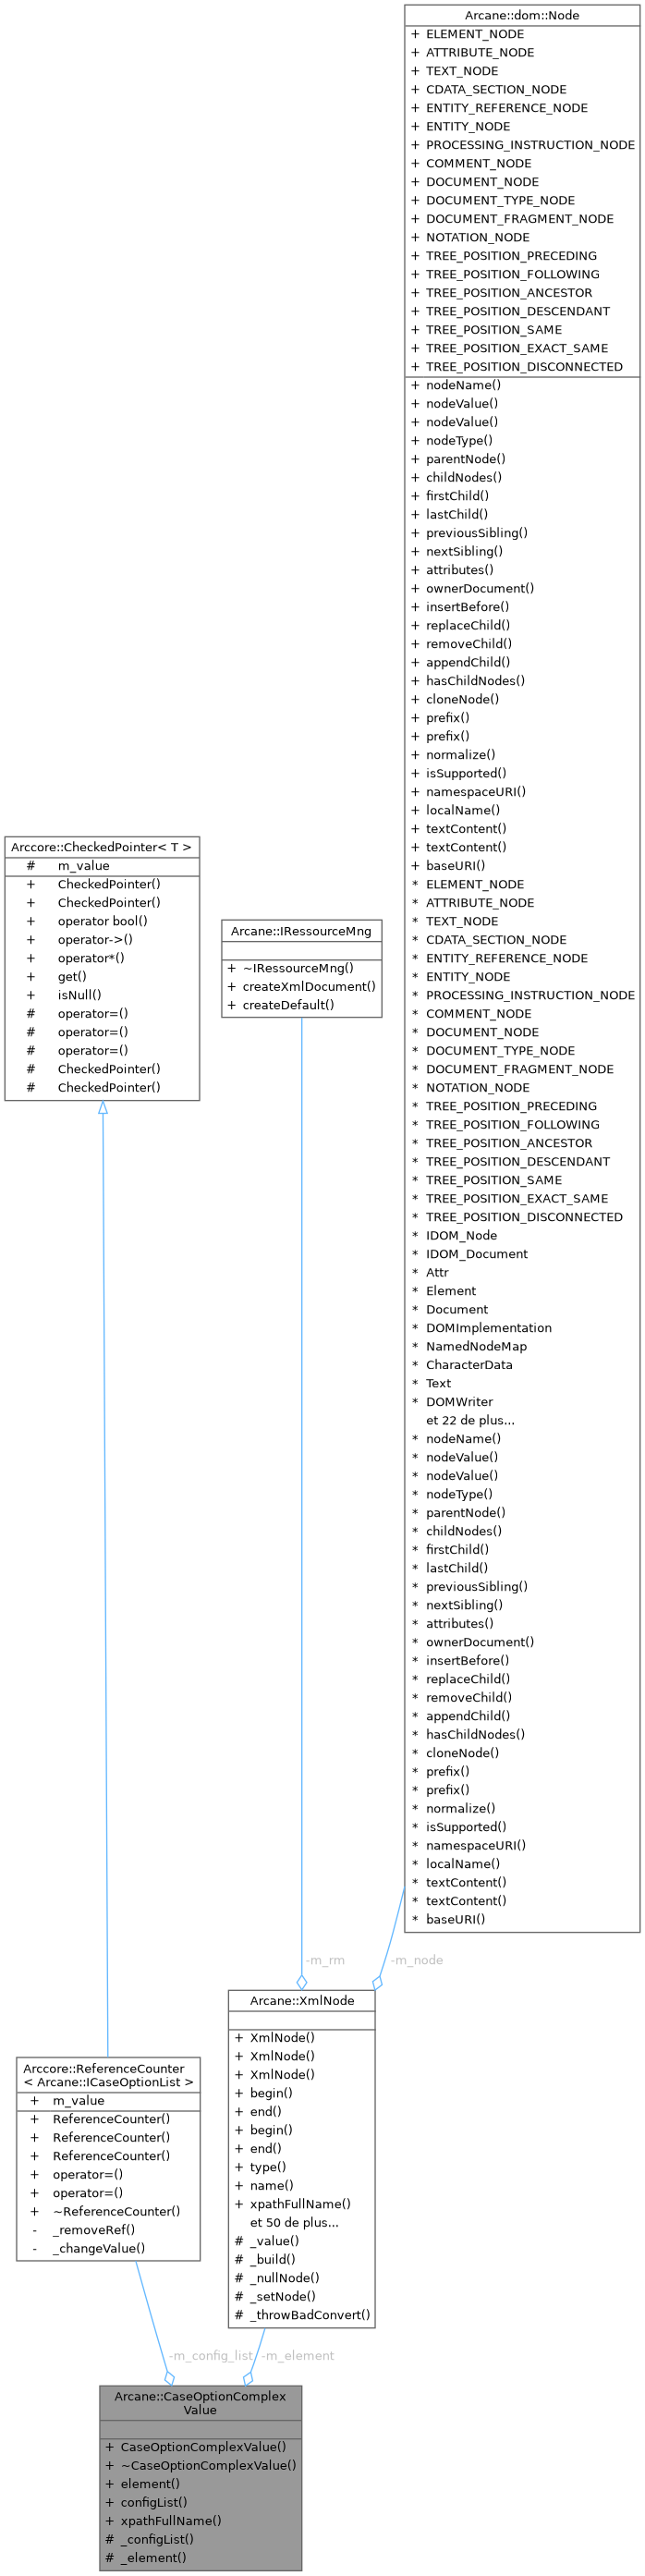 Arcane::dom::Node
+ ELEMENT_NODE
+ ATTRIBUTE_NODE
+ TEXT_NODE
+ CDATA_SECTION_NODE
+ ENTITY_REFERENCE_NODE
+ ENTITY_NODE
+ PROCESSING_INSTRUCTION_NODE
+ COMMENT_NODE
+ DOCUMENT_NODE
+ DOCUMENT_TYPE_NODE
+ DOCUMENT_FRAGMENT_NODE
+ NOTATION_NODE
+ TREE_POSITION_PRECEDING
+ TREE_POSITION_FOLLOWING
+ TREE_POSITION_ANCESTOR
+ TREE_POSITION_DESCENDANT
+ TREE_POSITION_SAME
+ TREE_POSITION_EXACT_SAME
+ TREE_POSITION_DISCONNECTED
+ nodeName()
+ nodeValue()
+ nodeValue()
+ nodeType()
+ parentNode()
+ childNodes()
+ firstChild()
+ lastChild()
+ previousSibling()
+ nextSibling()
+ attributes()
+ ownerDocument()
+ insertBefore()
+ replaceChild()
+ removeChild()
+ appendChild()
+ hasChildNodes()
+ cloneNode()
+ prefix()
+ prefix()
+ normalize()
+ isSupported()
+ namespaceURI()
+ localName()
+ textContent()
+ textContent()
+ baseURI()
* ELEMENT_NODE
* ATTRIBUTE_NODE
* TEXT_NODE
* CDATA_SECTION_NODE
* ENTITY_REFERENCE_NODE
* ENTITY_NODE
* PROCESSING_INSTRUCTION_NODE
* COMMENT_NODE
* DOCUMENT_NODE
* DOCUMENT_TYPE_NODE
* DOCUMENT_FRAGMENT_NODE
* NOTATION_NODE
* TREE_POSITION_PRECEDING
* TREE_POSITION_FOLLOWING
* TREE_POSITION_ANCESTOR
* TREE_POSITION_DESCENDANT
* TREE_POSITION_SAME
* TREE_POSITION_EXACT_SAME
* TREE_POSITION_DISCONNECTED
* IDOM_Node
* IDOM_Document
* Attr
* Element
* Document
* DOMImplementation
* NamedNodeMap
* CharacterData
* Text
* DOMWriter
et 22 de plus...
* nodeName()
* nodeValue()
* nodeValue()
* nodeType()
* parentNode()
* childNodes()
* firstChild()
* lastChild()
* previousSibling()
* nextSibling()
* attributes()
* ownerDocument()
* insertBefore()
* replaceChild()
* removeChild()
* appendChild()
* hasChildNodes()
* cloneNode()
* prefix()
* prefix()
* normalize()
* isSupported()
* namespaceURI()
* localName()
* textContent()
* textContent()
* baseURI()
Arccore::CheckedPointer< T >
# m_value
+ CheckedPointer()
+ CheckedPointer()
+ operator bool()
+ operator->()
+ operator*()
+ get()
+ isNull()
# operator=()
# operator=()
# operator=()
# CheckedPointer()
# CheckedPointer()
Arcane::IRessourceMng
+ ~IRessourceMng()
+ createXmlDocument()
+ createDefault()
-m_rm
-m_node
Arcane::XmlNode
+ XmlNode()
+ XmlNode()
+ XmlNode()
+ begin()
+ end()
+ begin()
+ end()
+ type()
+ name()
+ xpathFullName()
et 50 de plus...
# _value()
# _build()
# _nullNode()
# _setNode()
# _throwBadConvert()
Arccore::ReferenceCounter
< Arcane::ICaseOptionList >
+ m_value
+ ReferenceCounter()
+ ReferenceCounter()
+ ReferenceCounter()
+ operator=()
+ operator=()
+ ~ReferenceCounter()
- _removeRef()
- _changeValue()
-m_config_list
-m_element
Arcane::CaseOptionComplex
Value
+ CaseOptionComplexValue()
+ ~CaseOptionComplexValue()
+ element()
+ configList()
+ xpathFullName()
# _configList()
# _element()